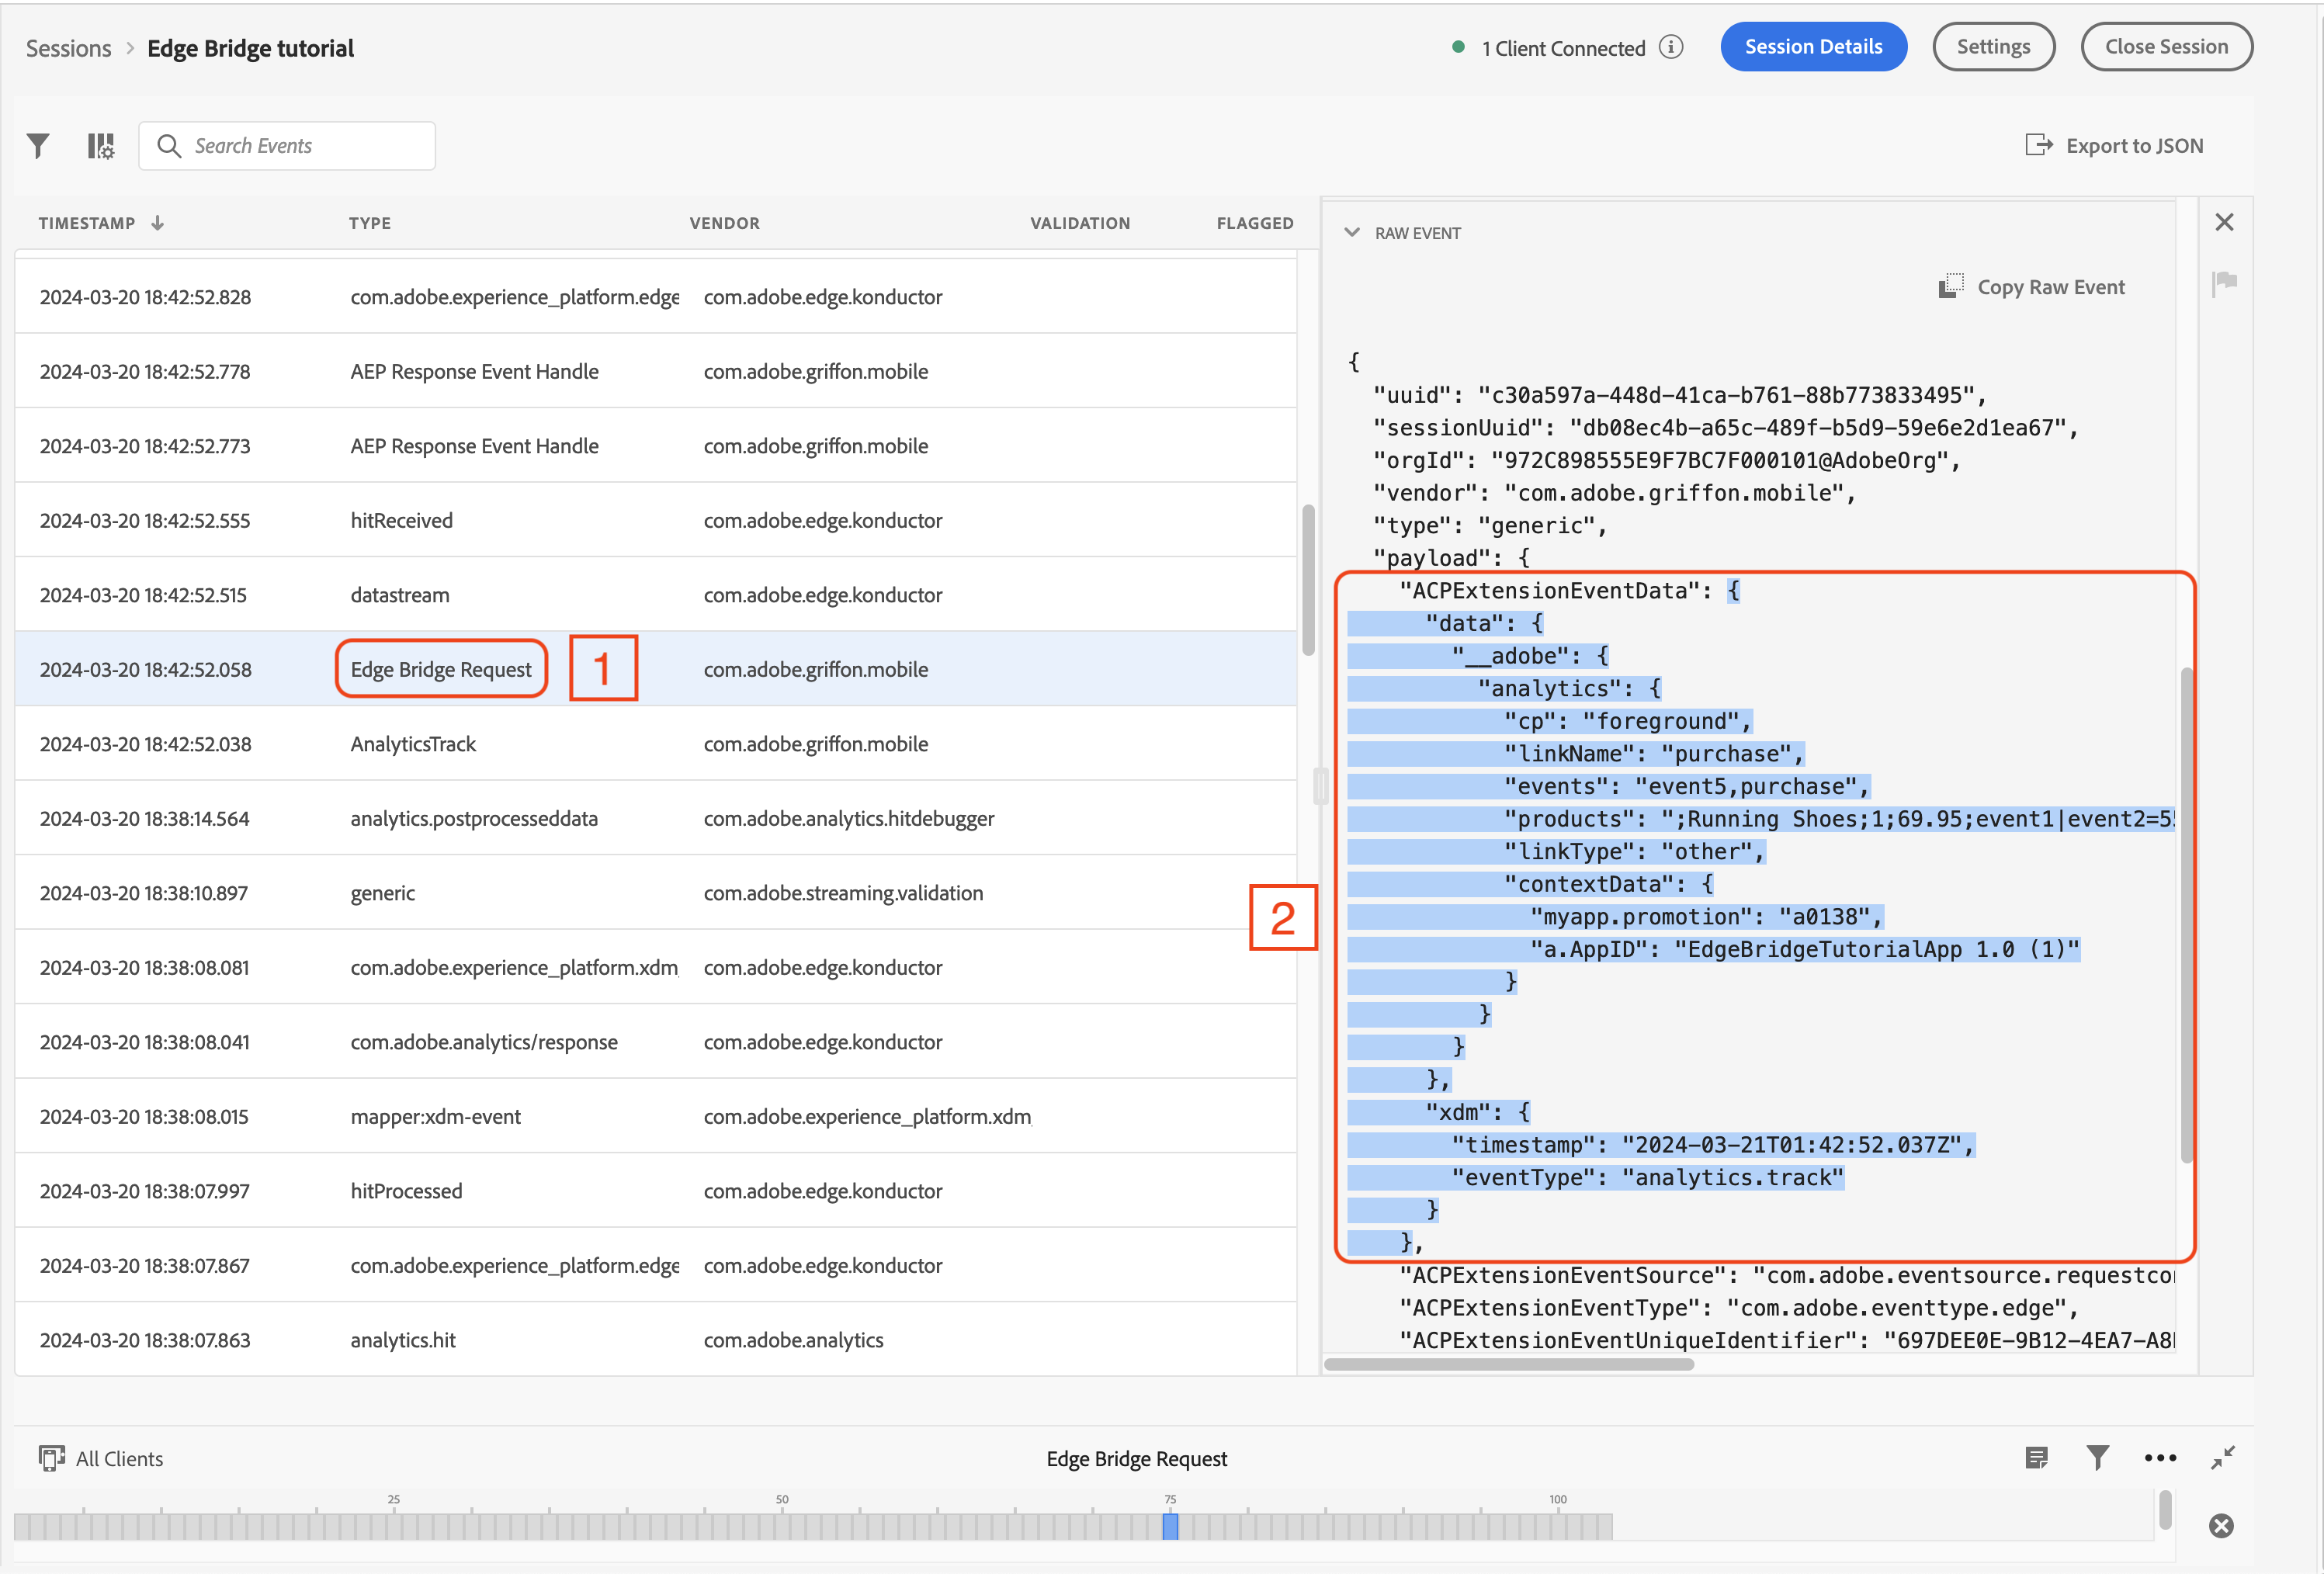 Sessions > Edge Bridge tutorial
1 Client Connected
Session Details
Settings
Close Session
Search Events
Export to JSON
TIMESTAMP TYPE VENDOR VALIDATION FLAGGED
2024-03-20 18:42:52.828 com.adobe.experience_platform.edge com.adobe.edge.konductor
2024-03-20 18:42:52.778 AEP Response Event Handle com.adobe.griffon.mobile
2024-03-20 18:42:52.773 AEP Response Event Handle com.adobe.griffon.mobile
2024-03-20 18:42:52.555 hitReceived com.adobe.edge.konductor
2024-03-20 18:42:52.515 datastream com.adobe.edge.konductor
2024-03-20 18:42:52.058 Edge Bridge Request 1 com.adobe.griffon.mobile
2024-03-20 18:42:52.038 AnalyticsTrack com.adobe.griffon.mobile
2024-03-20 18:38:14.564 analytics.postprocesseddata com.adobe.analytics.hitdebugger
2024-03-20 18:38:10.897 generic com.adobe.streaming.validation
2024-03-20 18:38:08.081 com.adobe.experience_platform.xdm com.adobe.edge.konductor
2024-03-20 18:38:08.041 com.adobe.analytics/response com.adobe.edge.konductor
2024-03-20 18:38:08.015 mapper:xdm-event com.adobe.experience_platform.xdm
2024-03-20 18:38:07.997 hitProcessed com.adobe.edge.konductor
2024-03-20 18:38:07.867 com.adobe.experience_platform.edge com.adobe.edge.konductor
2024-03-20 18:38:07.863 analytics.hit com.adobe.analytics
2
RAW EVENT
Copy Raw Event
{
"uuid": "c30a597a-448d-41ca-b761-88b773833495",
"sessionUuid": "db08ec4b-a65c-489f-b5d9-59e6e2d1ea67",
"orgId": "972C898555E9F7BC7F000101@AdobeOrg",
"vendor": "com.adobe.griffon.mobile",
"type": "generic",
"payload": {
"ACPExtensionEventData": {
"data": {
"__adobe": {
"analytics": {
"cp": "foreground",
"linkName": "purchase",
"events": "event5,purchase",
"products": ";Running Shoes;1;69.95;event1|event2=55
"linkType": "other",
"contextData": {
"myapp.promotion": "a0138",
"a.AppID": "EdgeBridgeTutorialApp 1.0 (1)"
}
}
}
},
"xdm": {
"timestamp": "2024-03-21T01:42:52.037Z",
"eventType": "analytics.track"
}
},
"ACPExtensionEventSource": "com.adobe.eventsource.requestcon
"ACPExtensionEventType": "com.adobe.eventtype.edge",
"ACPExtensionEventUniqueIdentifier": "697DEE0E-9B12-4EA7-A8
All Clients
Edge Bridge Request
25 50 75 100